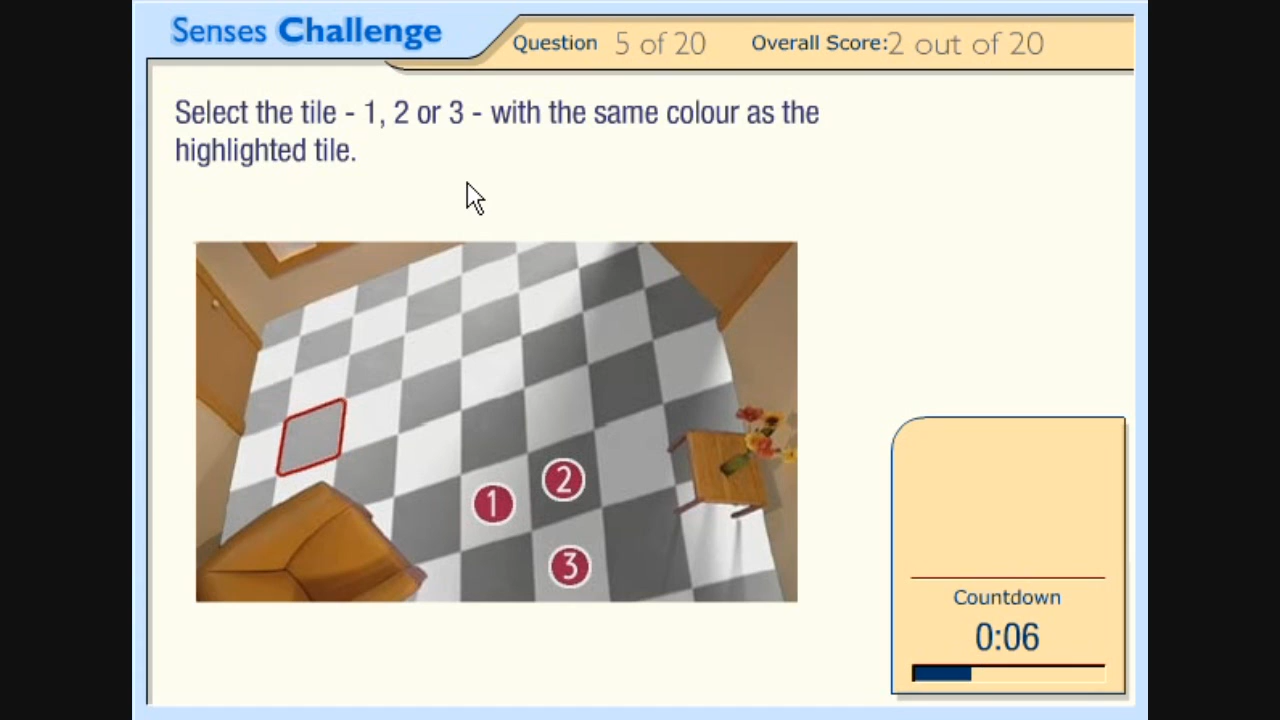 Senses Challenge
Question 5 of 20 Overall Score:2 out of 20
Select the tile - 1, 2 or 3 - with the same colour as the
highlighted tile.
2
1
3
Countdown
0:06